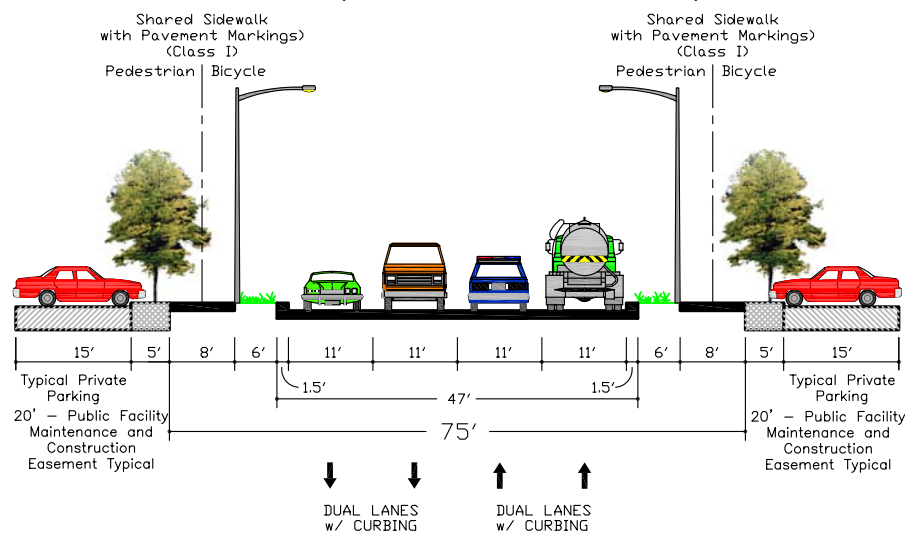 Shared Sidewalk
with Pavement Markings)
(Class I)
Pedestrian Bicycle
Shared Sidewalk
with Pavement Markings)
(Class I)
Pedestrian Bicycle
15' 5' 8' 6' 11' 11' 11' 11' 6' 8' 5' 15'
1.5' 1.5'
47'
75'
Typical Private
Parking
20' - Public Facility
Maintenance and
Construction
Easement Typical
Typical Private
Parking
20' - Public Facility
Maintenance and
Construction
Easement Typical
DUAL LANES
w/ CURBING
DUAL LANES
w/ CURBING